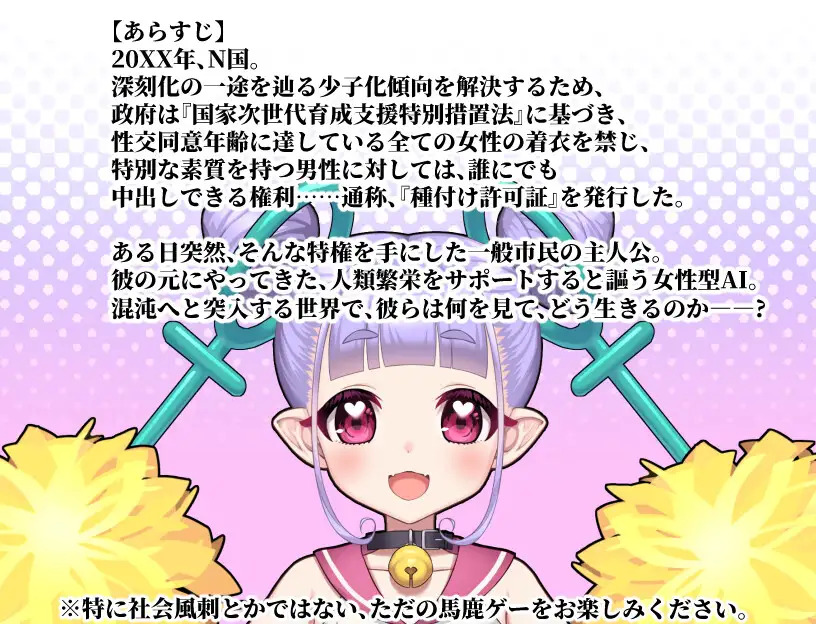 【あらすじ】
20XX年、N国。
深刻化の一途を辿る少子化傾向を解決するため、
政府は『国家次世代育成支援特別措置法』に基づき、
性交同意年齢に達している全ての女性の着衣を禁じ、
特別な素質を持つ男性に対しては、誰にでも
中出しできる権利……通称、『種付け許可証』を発行した。
ある日突然、そんな特権を手にした一般市民の主人公。
彼の元にやってきた、人類繁栄をサポートすると謳う女性型AI。
混沌へと突入する世界で、彼らは何を見て、どう生きるのか――?
※特に社会風刺とかではない、ただの馬鹿ゲーをお楽しみください。